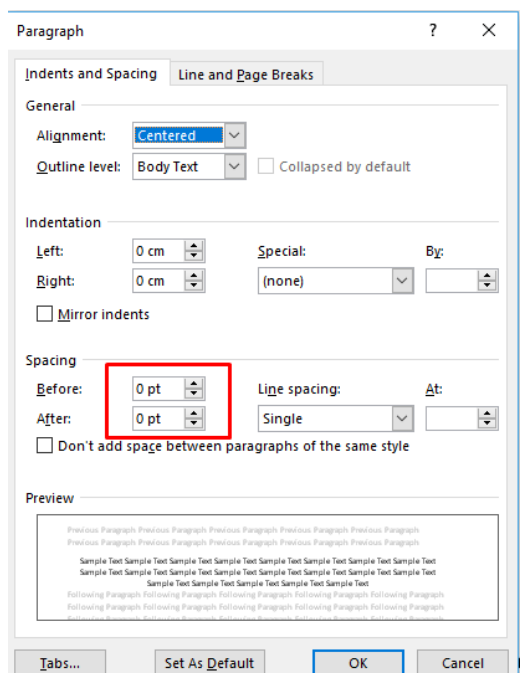 Paragraph ? ×
Indents and Spacing Line and Page Breaks
General
Alignment: Centered
Outline level: Body Text Collapsed by default
Indentation
Left: 0 cm Special: By:
Right: 0 cm (none)
Mirror indents
Spacing
Before: 0 pt Line spacing: At:
After: 0 pt Single
Don't add space between paragraphs of the same style
Preview
Previous Paragraph Previous Paragraph Previous Paragraph Previous Paragraph Previous Paragraph
Previous Paragraph Previous Paragraph Previous Paragraph Previous Paragraph Previous Paragraph
Sample Text Sample Text Sample Text Sample Text Sample Text Sample Text Sample Text Sample Text Sample Text
Sample Text Sample Text Sample Text Sample Text Sample Text Sample Text Sample Text Sample Text Sample Text
Sample Text Sample Text Sample Text Sample Text Sample Text Sample Text
Following Paragraph Following Paragraph Following Paragraph Following Paragraph Following Paragraph
Following Paragraph Following Paragraph Following Paragraph Following Paragraph Following Paragraph
Tabs... Set As Default OK Cancel